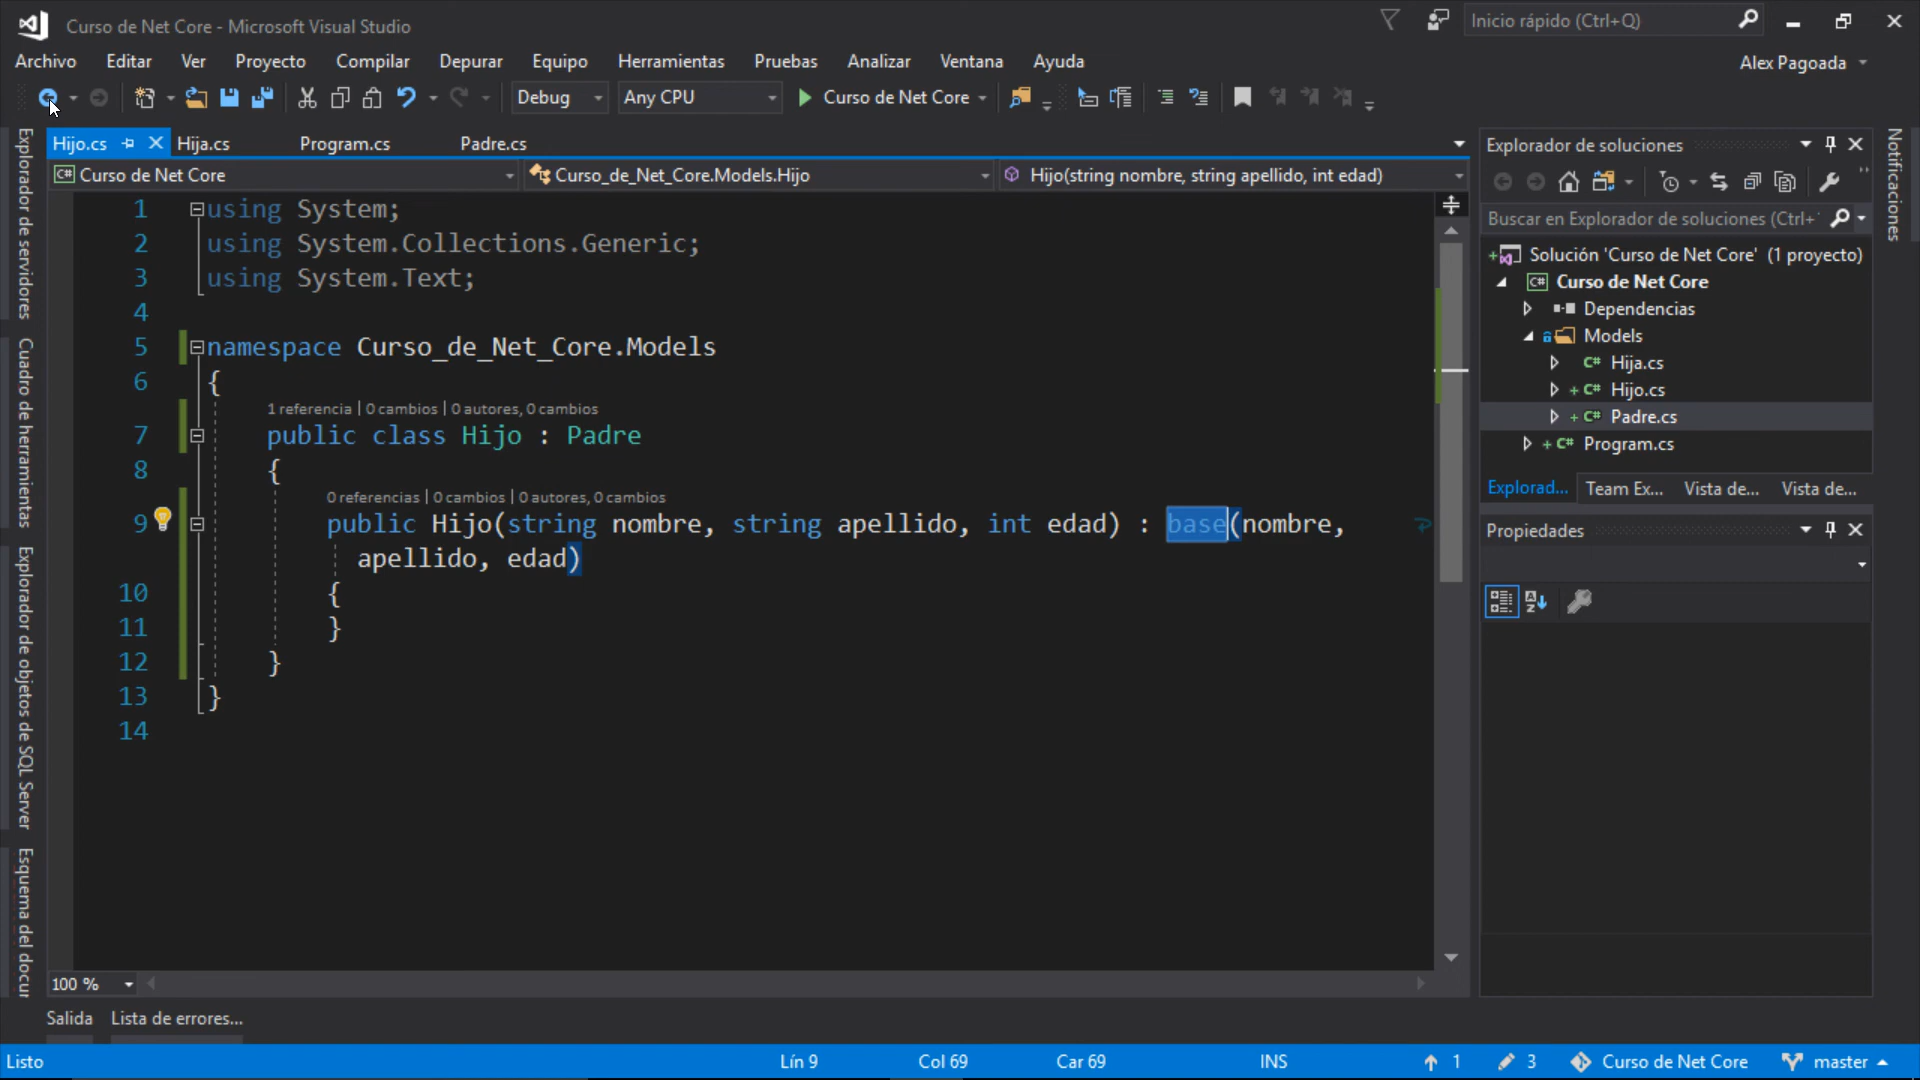 Curso de Net Core - Microsoft Visual Studio
Inicio rápido (Ctrl+Q)
Archivo Editar Ver Proyecto Compilar Depurar Equipo Herramientas Pruebas Analizar Ventana Ayuda
Alex Pagoada
Debug Any CPU Curso de Net Core
Hijo.cs Hija.cs Program.cs Padre.cs
Curso de Net Core Curso_de_Net_Core.Models.Hijo Hijo(string nombre, string apellido, int edad)
1 using System;
2 using System.Collections.Generic;
3 using System.Text;
4
5 namespace Curso_de_Net_Core.Models
6 {
1 referencia | 0 cambios | 0 autores, 0 cambios
7 public class Hijo : Padre
8 {
0 referencias | 0 cambios | 0 autores, 0 cambios
9 public Hijo(string nombre, string apellido, int edad) : base(nombre,
apellido, edad)
10 {
11 }
12 }
13 }
14
100 %
Salida Lista de errores...
Explorador de servidores
Cuadro de herramientas
Explorador de objetos de SQL Server
Esquema del docur
Explorador de soluciones
Buscar en Explorador de soluciones (Ctrl+
Solución 'Curso de Net Core' (1 proyecto)
C# Curso de Net Core
Dependencias
Models
C# Hija.cs
C# Hijo.cs
C# Padre.cs
C# Program.cs
Explorad... Team Ex... Vista de... Vista de...
Propiedades
Notificaciones
Listo Lín 9 Col 69 Car 69 INS 1 3 Curso de Net Core master